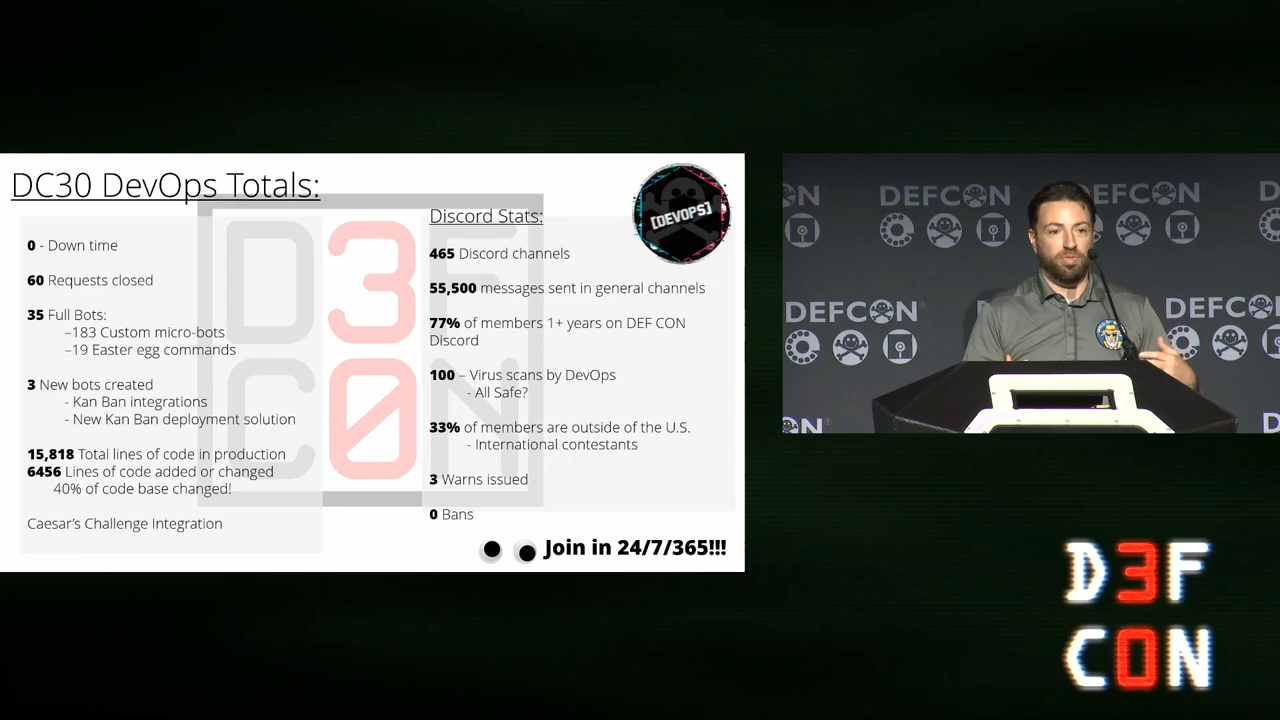 DC30 DevOps Totals:
0 - Down time
60 Requests closed
35 Full Bots:
–183 Custom micro-bots
–19 Easter egg commands
3 New bots created
- Kan Ban integrations
- New Kan Ban deployment solution
15,818 Total lines of code in production
6456 Lines of code added or changed
40% of code base changed!
Caesar's Challenge Integration
Discord Stats:
465 Discord channels
55,500 messages sent in general channels
77% of members 1+ years on DEF CON
Discord
100 – Virus scans by DevOps
- All Safe?
33% of members are outside of the U.S.
- International contestants
3 Warns issued
0 Bans
Join in 24/7/365!!!
[DEVOPS]
D3F
C0N
DEFCON
DEFCON
DEFCON
DEFCON
D3F
C0N